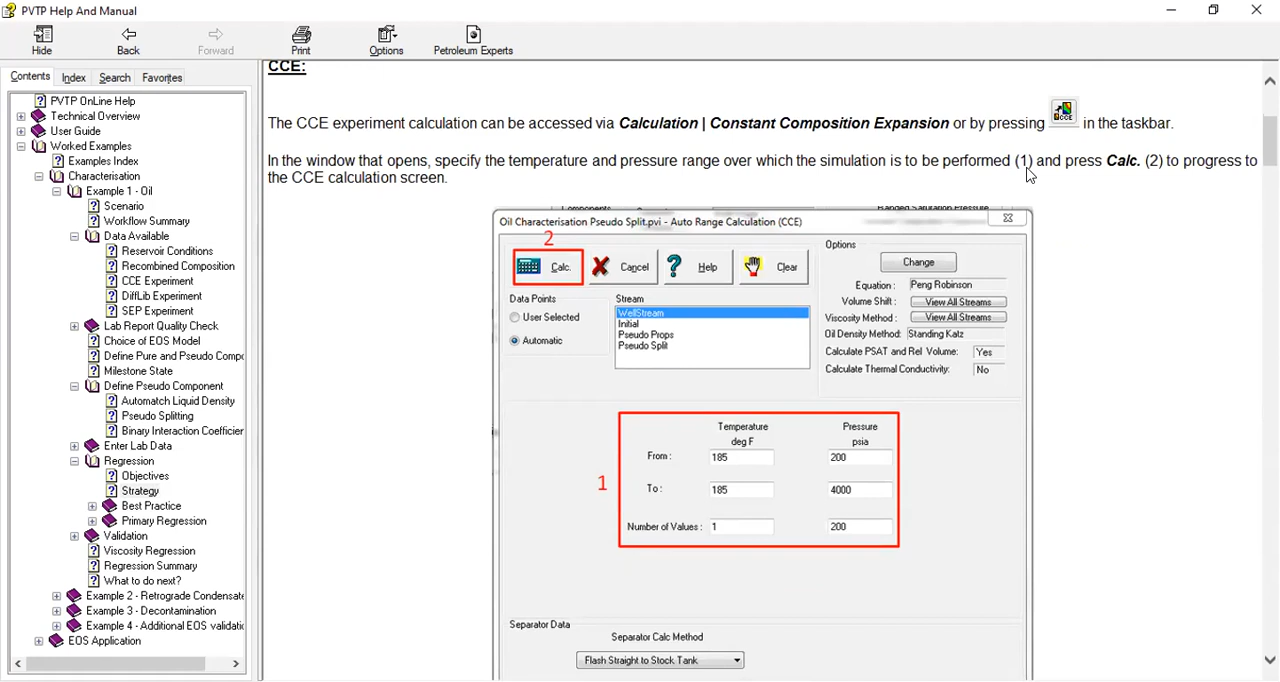 PVTP Help And Manual
Hide Back Forward Print Options Petroleum Experts
Contents Index Search Favorites
PVTP OnLine Help
Technical Overview
User Guide
Worked Examples
Examples Index
Characterisation
Example 1 - Oil
Scenario
Workflow Summary
Data Available
Reservoir Conditions
Recombined Composition
CCE Experiment
DiffLib Experiment
SEP Experiment
Lab Report Quality Check
Choice of EOS Model
Define Pure and Pseudo Compc
Milestone State
Define Pseudo Component
Automatch Liquid Density
Pseudo Splitting
Binary Interaction Coefficier
Enter Lab Data
Regression
Objectives
Strategy
Best Practice
Primary Regression
Validation
Viscosity Regression
Regression Summary
What to do next?
Example 2 - Retrograde Condensate
Example 3 - Decontamination
Example 4 - Additional EOS validatic
EOS Application
CCE:
The CCE experiment calculation can be accessed via Calculation | Constant Composition Expansion or by pressing CCE in the taskbar.
In the window that opens, specify the temperature and pressure range over which the simulation is to be performed (1) and press Calc. (2) to progress to
the CCE calculation screen.
Oil Characterisation Pseudo Split.pvi - Auto Range Calculation (CCE)
2
Calc. Cancel Help Clear
Data Points
User Selected
Automatic
Stream
WellStream
Initial
Pseudo Props
Pseudo Split
Options
Change
Equation : Peng Robinson
Volume Shift : View All Streams
Viscosity Method : View All Streams
Oil Density Method: Standing Katz
Calculate PSAT and Rel Volume: Yes
Calculate Thermal Conductivity: No
1
Temperature Pressure
deg F psia
From : 185 200
To : 185 4000
Number of Values : 1 200
Separator Data
Separator Calc Method
Flash Straight to Stock Tank